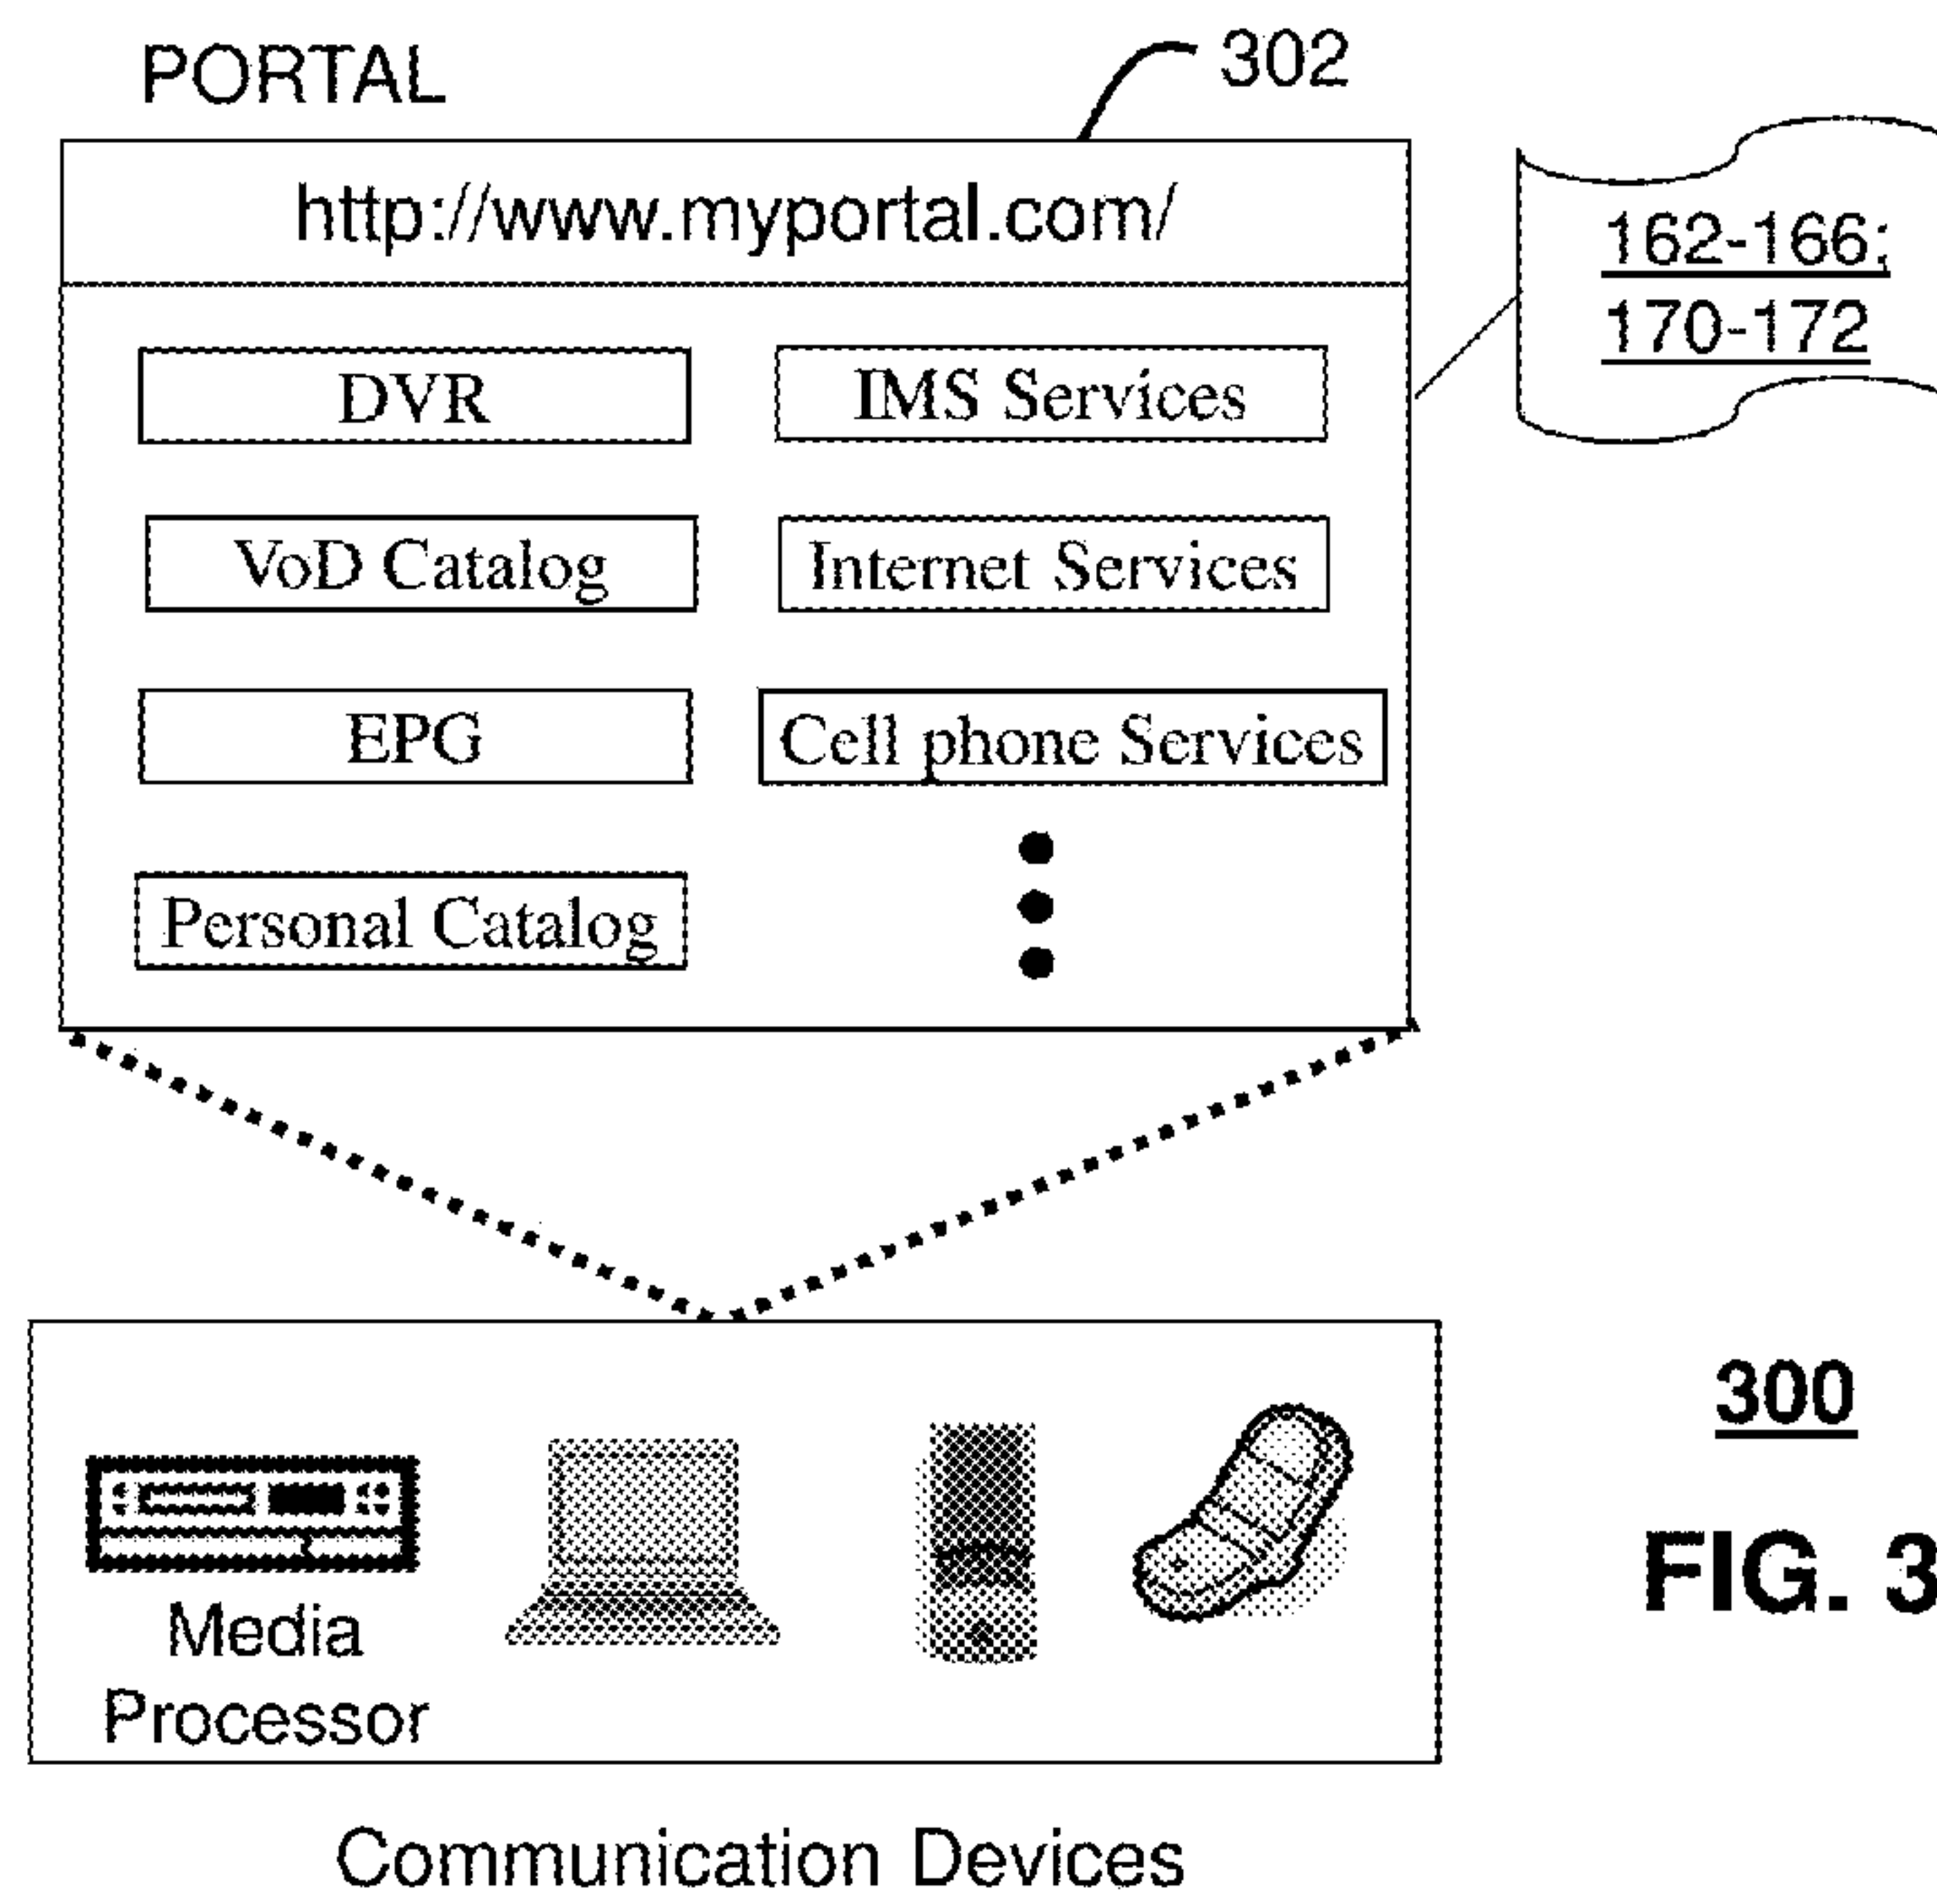 PORTAL
302
http://www.myportal.com/
162-166;
170-172
DVR
IMS Services
VoD Catalog
Internet Services
EPG
Cell phone Services
Personal Catalog
300
FIG. 3
Media
Processor
Communication Devices